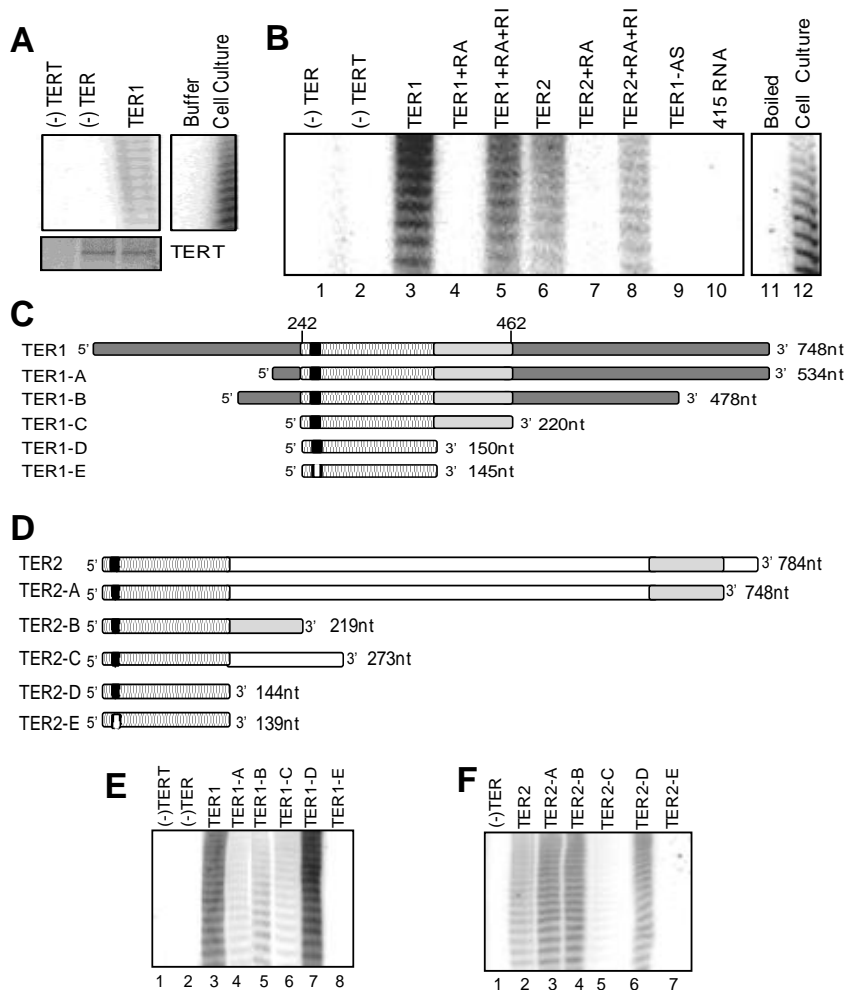 A
(-) TERT
(-) TER
TER1
Buffer
Cell Culture
TERT
B
(-) TER
(-) TERT
TER1
TER1+RA
TER1+RA+RI
TER2
TER2+RA
TER2+RA+RI
TER1-AS
415 RNA
Boiled
Cell Culture
1 2 3 4 5 6 7 8 9 10 11 12
C
242 462
TER1 5' 3' 748nt
TER1-A 5' 3' 534nt
TER1-B 5' 3' 478nt
TER1-C 5' 3' 220nt
TER1-D 5' 3' 150nt
TER1-E 5' 3' 145nt
D
TER2 5' 3' 784nt
TER2-A 5' 3' 748nt
TER2-B 5' 3' 219nt
TER2-C 5' 3' 273nt
TER2-D 5' 3' 144nt
TER2-E 5' 3' 139nt
E
(-)TERT
(-)TER
TER1
TER1-A
TER1-B
TER1-C
TER1-D
TER1-E
1 2 3 4 5 6 7 8
F
(-)TER
TER2
TER2-A
TER2-B
TER2-C
TER2-D
TER2-E
1 2 3 4 5 6 7